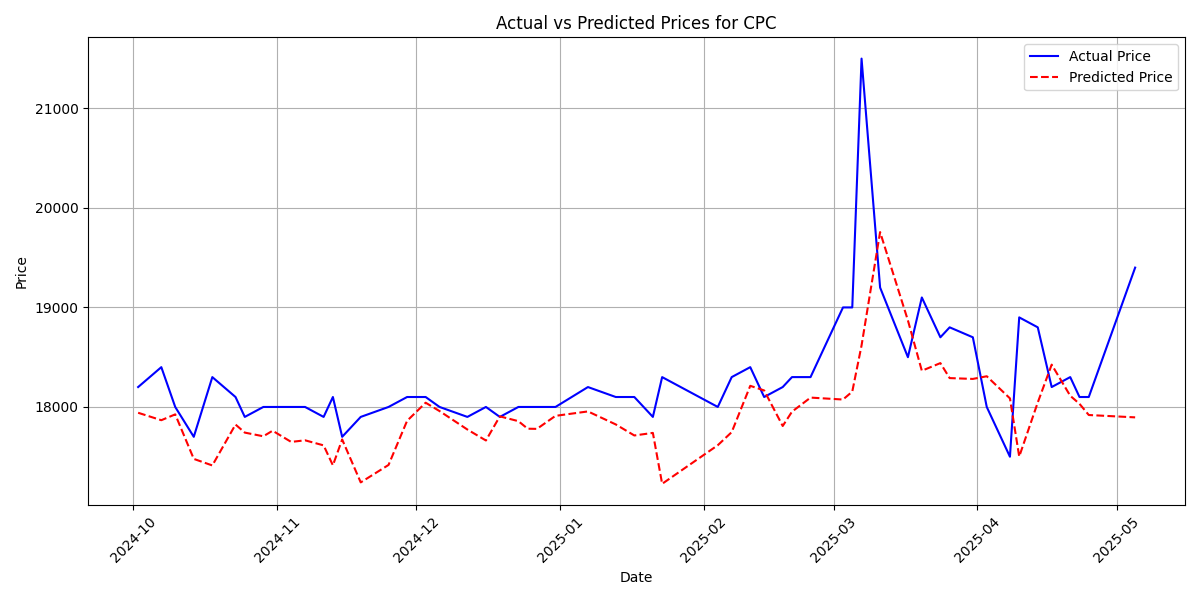 Actual vs Predicted Prices for CPC
Actual Price
Predicted Price
Price
21000
20000
19000
18000
2024-10
2024-11
2024-12
2025-01
2025-02
2025-03
2025-04
2025-05
Date